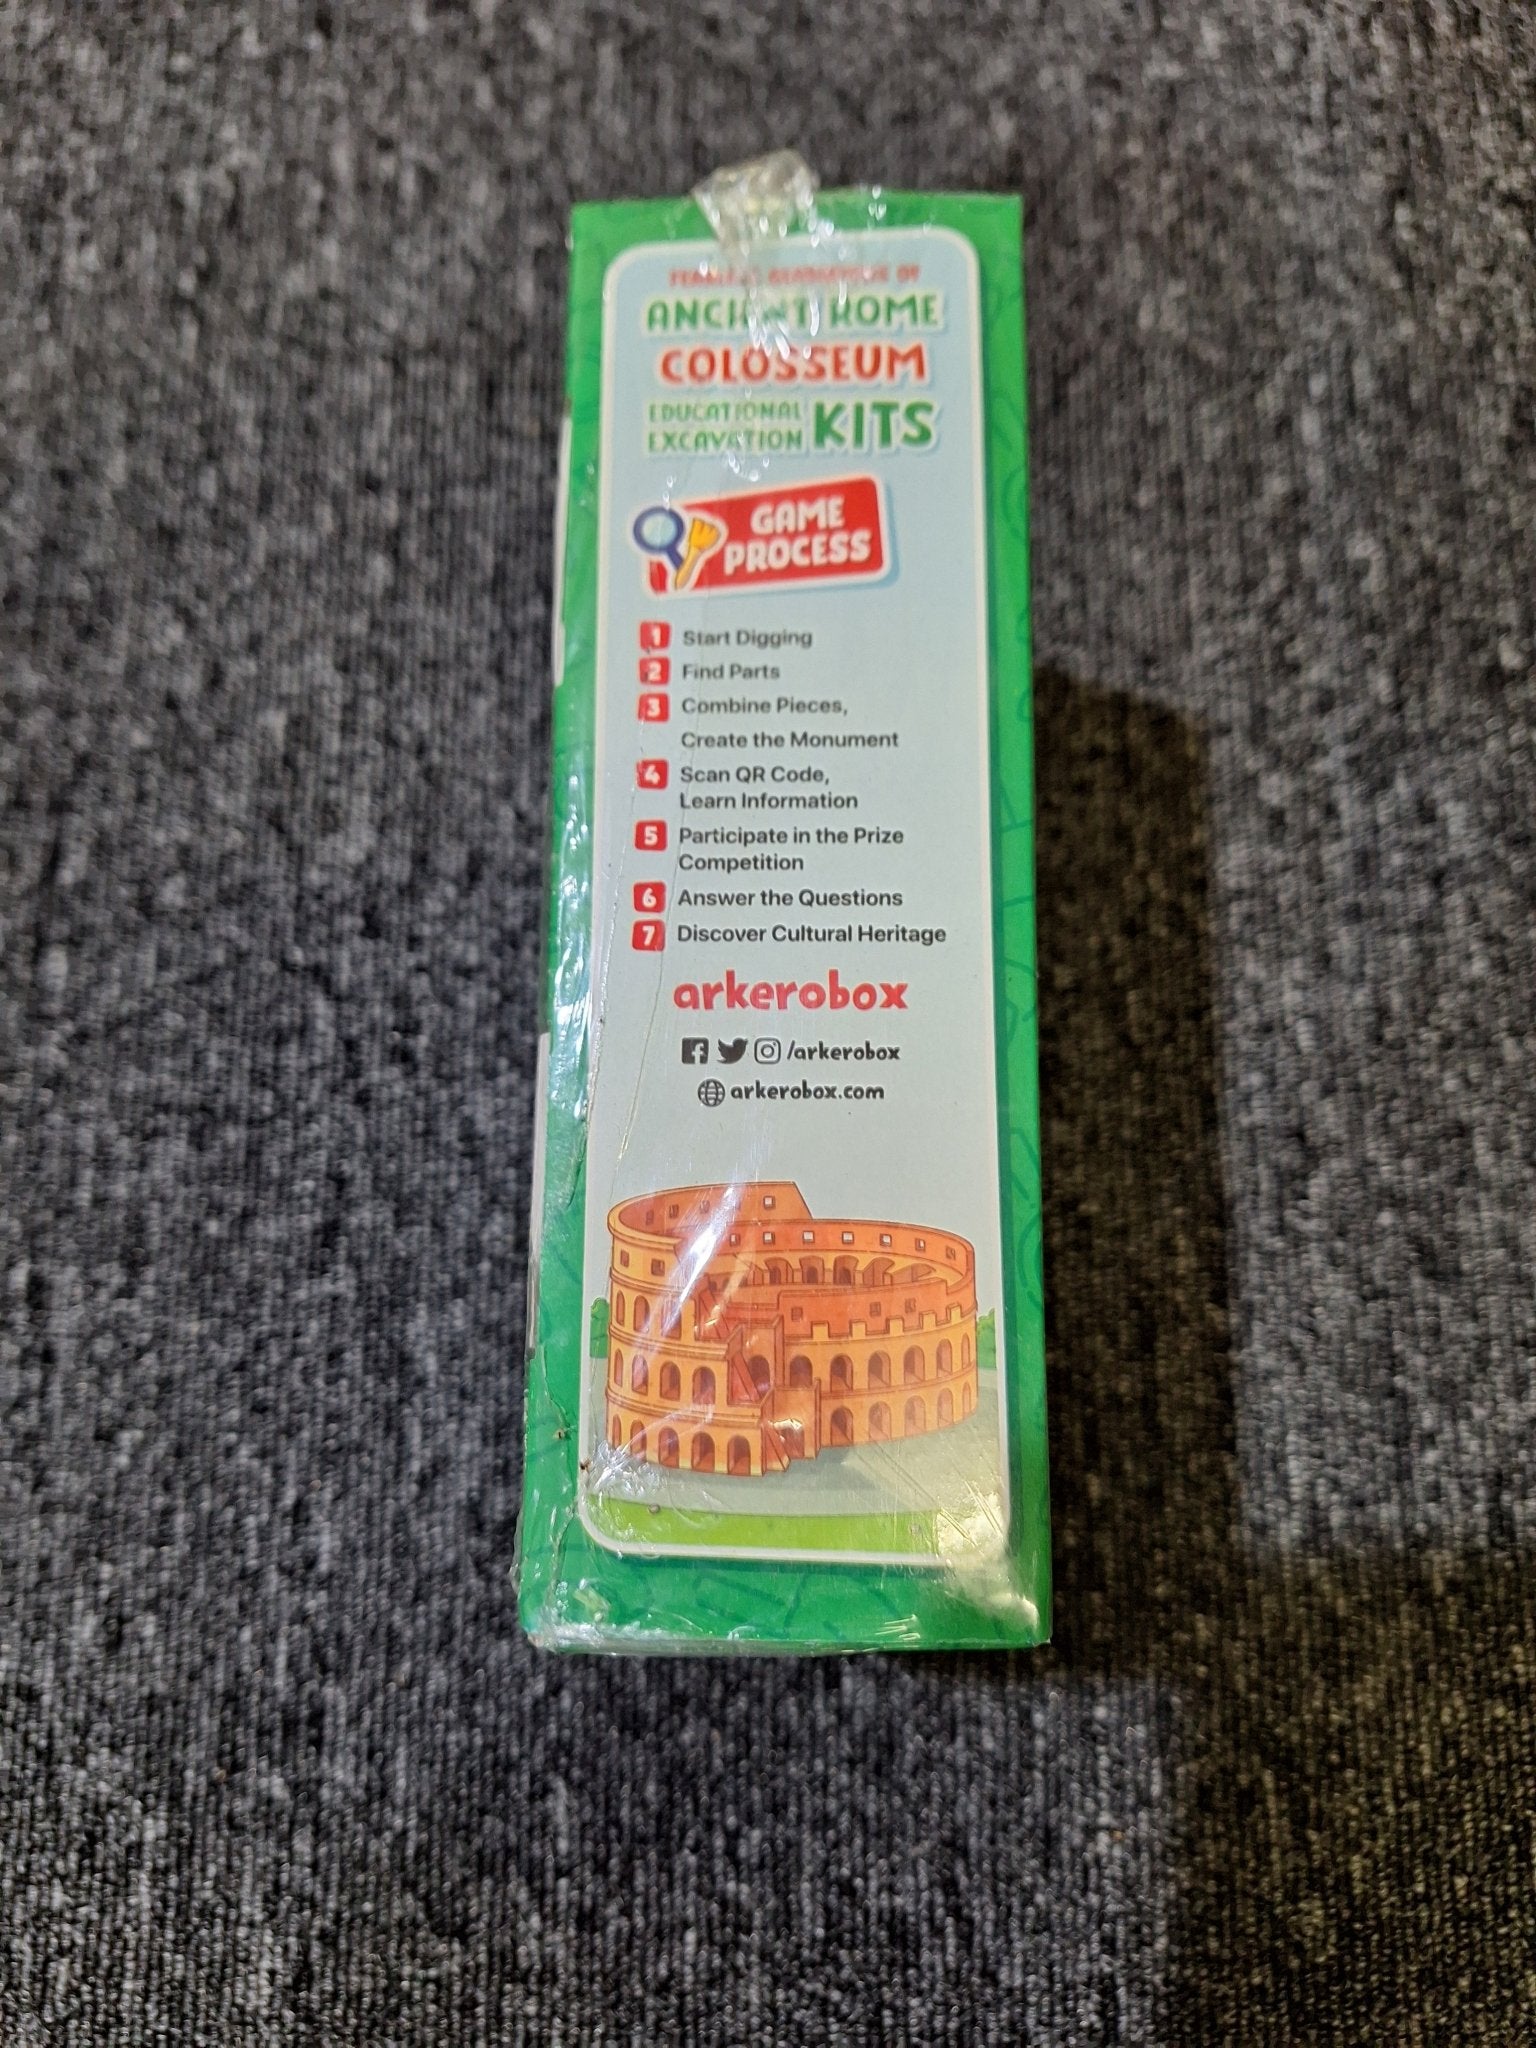 OF
ANCIENT ROME
COLOSSEUM
EDUCATIONAL
EXCAVATION KITS
GAME
PROCESS
1 Start Digging
2 Find Parts
3 Combine Pieces,
Create the Monument
4 Scan QR Code,
Learn Information
5 Participate in the Prize
Competition
6 Answer the Questions
7 Discover Cultural Heritage
arkerobox
/arkerobox
arkerobox.com